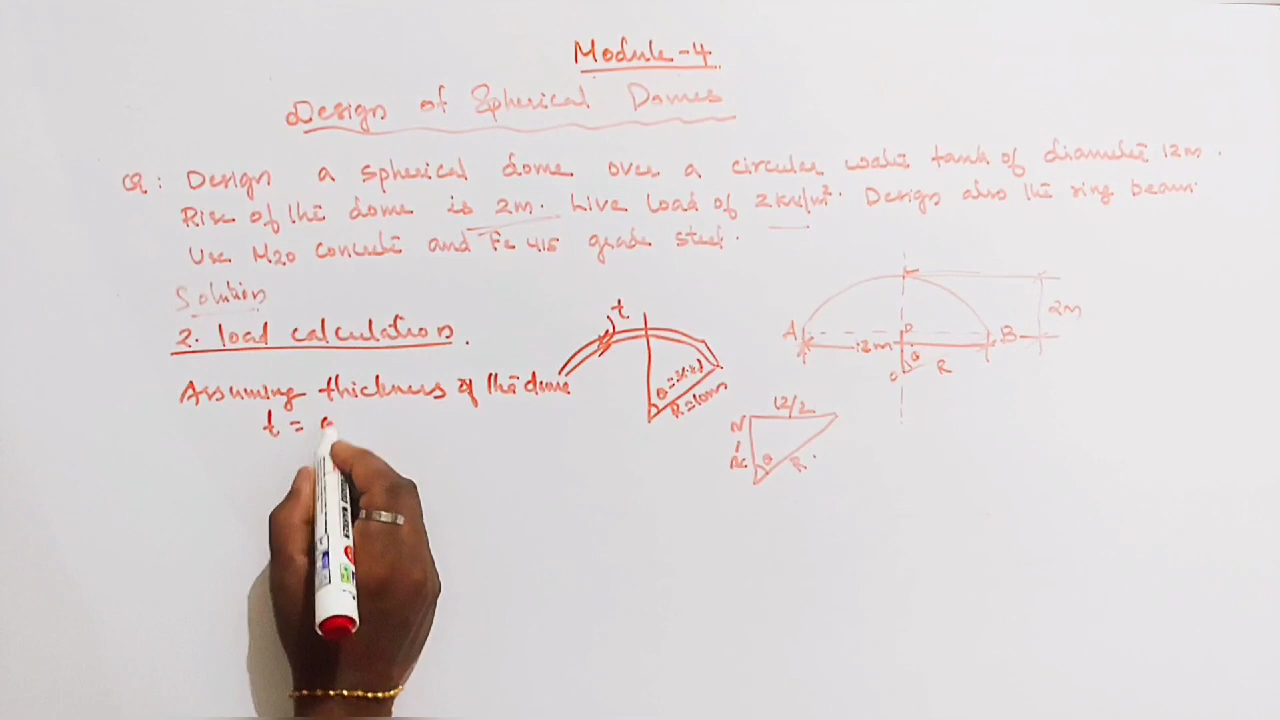 Module-4
Design of Spherical Domes
Q: Design a spherical dome over a circular water tank of diameter 12m.
Rise of the dome is 2m. Live load of 2kN/m². Design also the ring beam.
Use M20 concrete and Fe 415 grade steel.
Solution
2. load calculation.
Assuming thickness of the dome
t =
t
R=10m
A
12m
P
B
2m
O
θ
R
12/2
θ
R